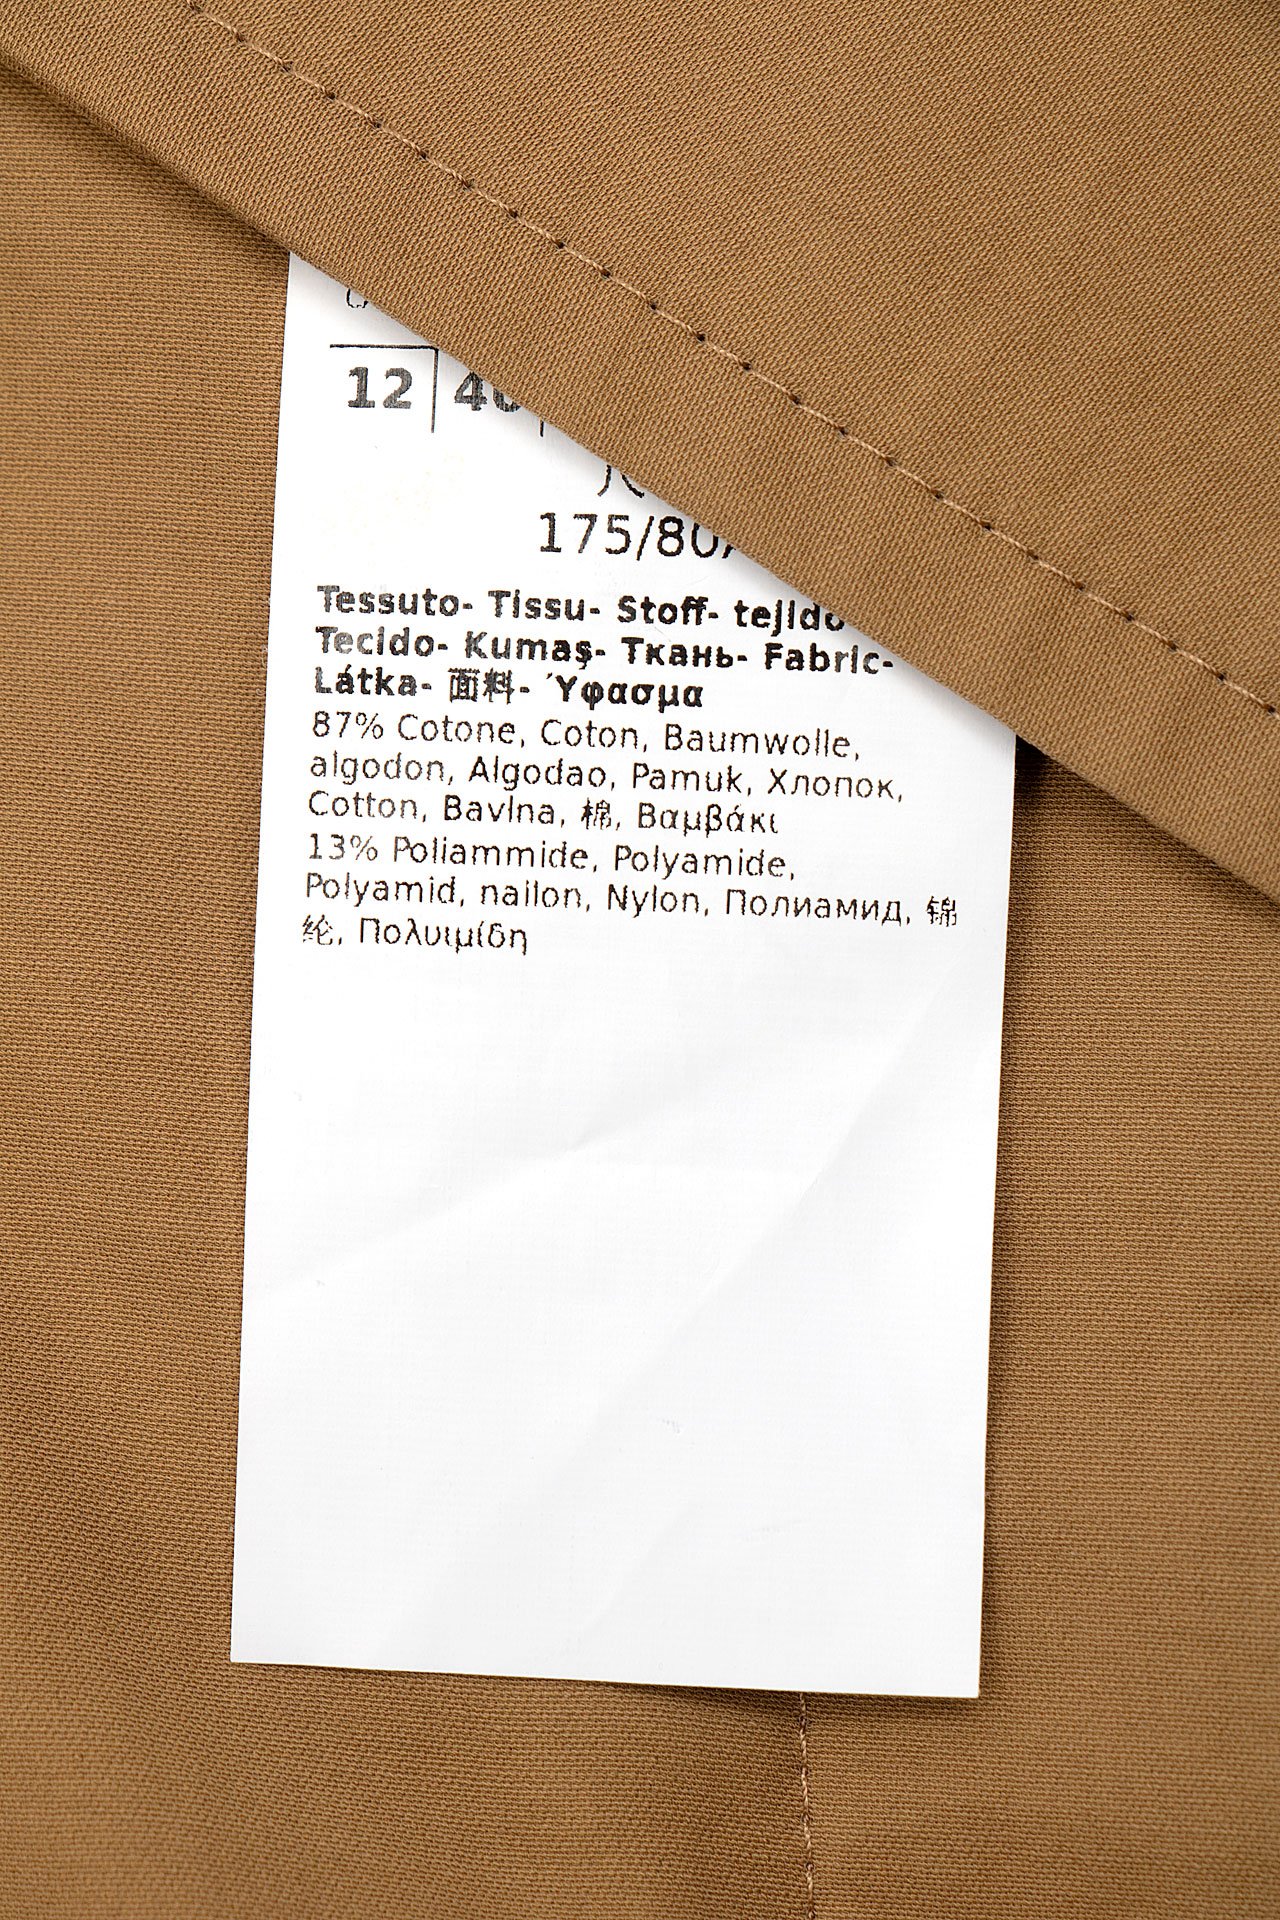 12
175/80
Tessuto- Tissu- Stoff- tejido
Tecido- Kumaş- Ткань- Fabric-
Látka- 面料- Ύφασμα
87% Cotone, Coton, Baumwolle,
algodon, Algodao, Pamuk, Хлопок,
Cotton, Bavlna, 棉, Βαμβάκι
13% Poliammide, Polyamide,
Polyamid, nailon, Nylon, Полиамид, 锦
纶, Πολυιμίδη